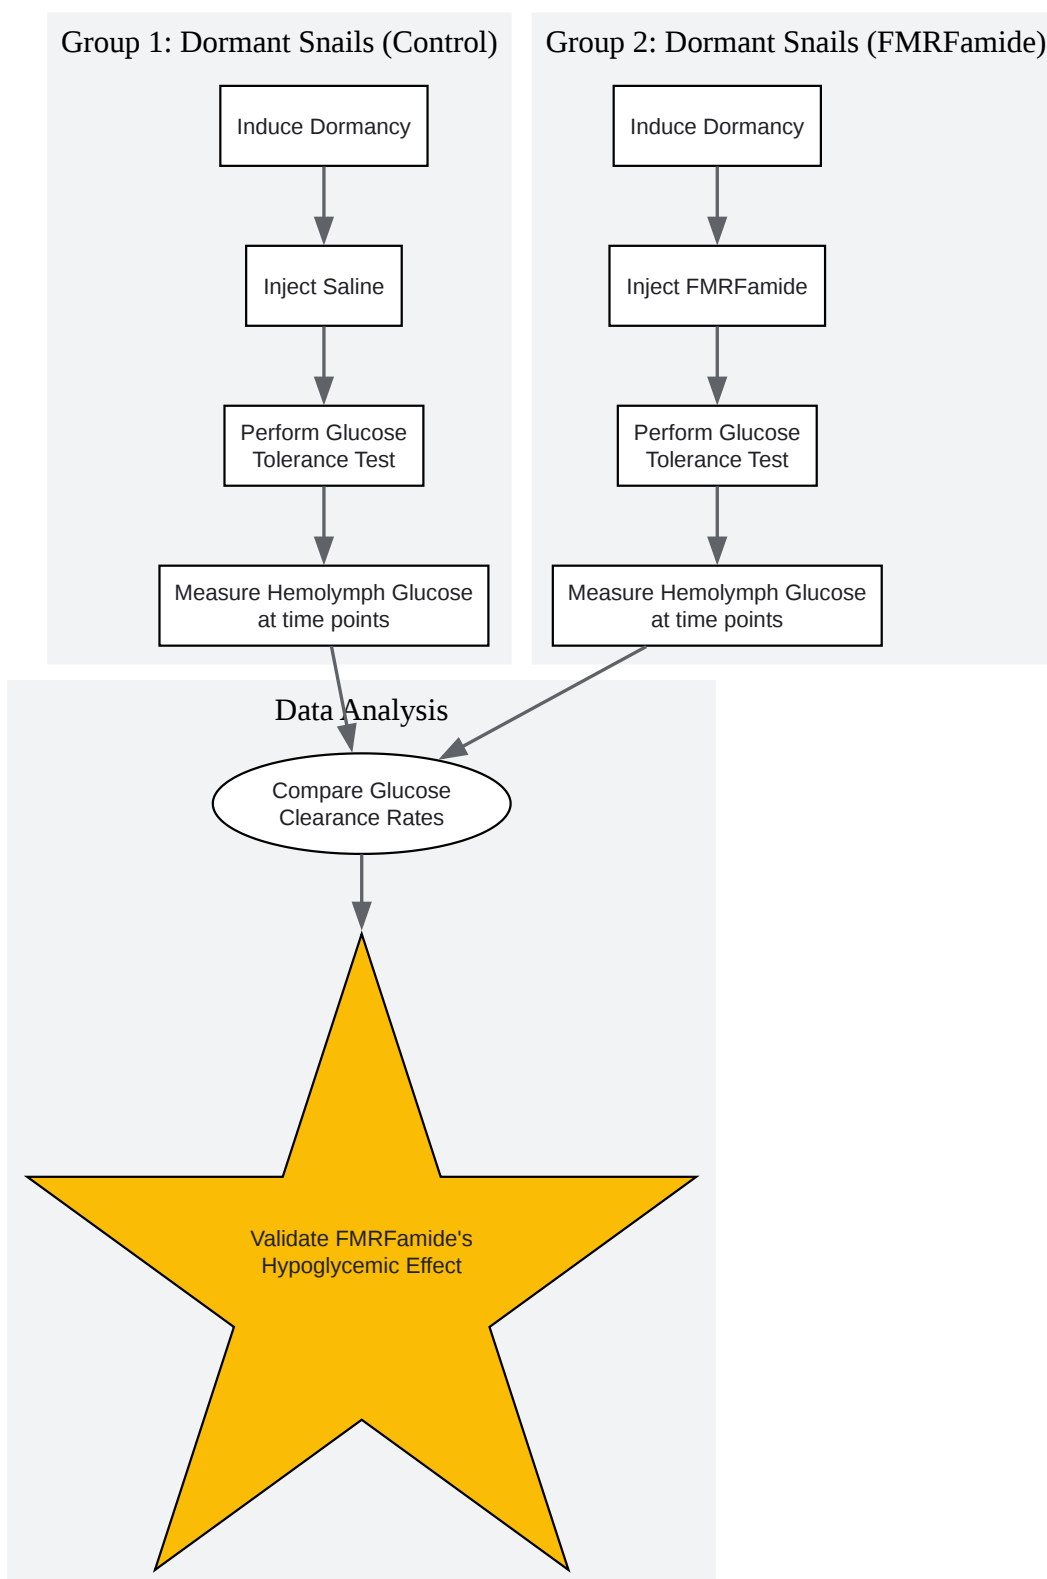 Group 1: Dormant Snails (Control)
Induce Dormancy
Inject Saline
Perform Glucose
Tolerance Test
Measure Hemolymph Glucose
at time points
Group 2: Dormant Snails (FMRFamide)
Induce Dormancy
Inject FMRFamide
Perform Glucose
Tolerance Test
Measure Hemolymph Glucose
at time points
Data Analysis
Compare Glucose
Clearance Rates
Validate FMRFamide's
Hypoglycemic Effect